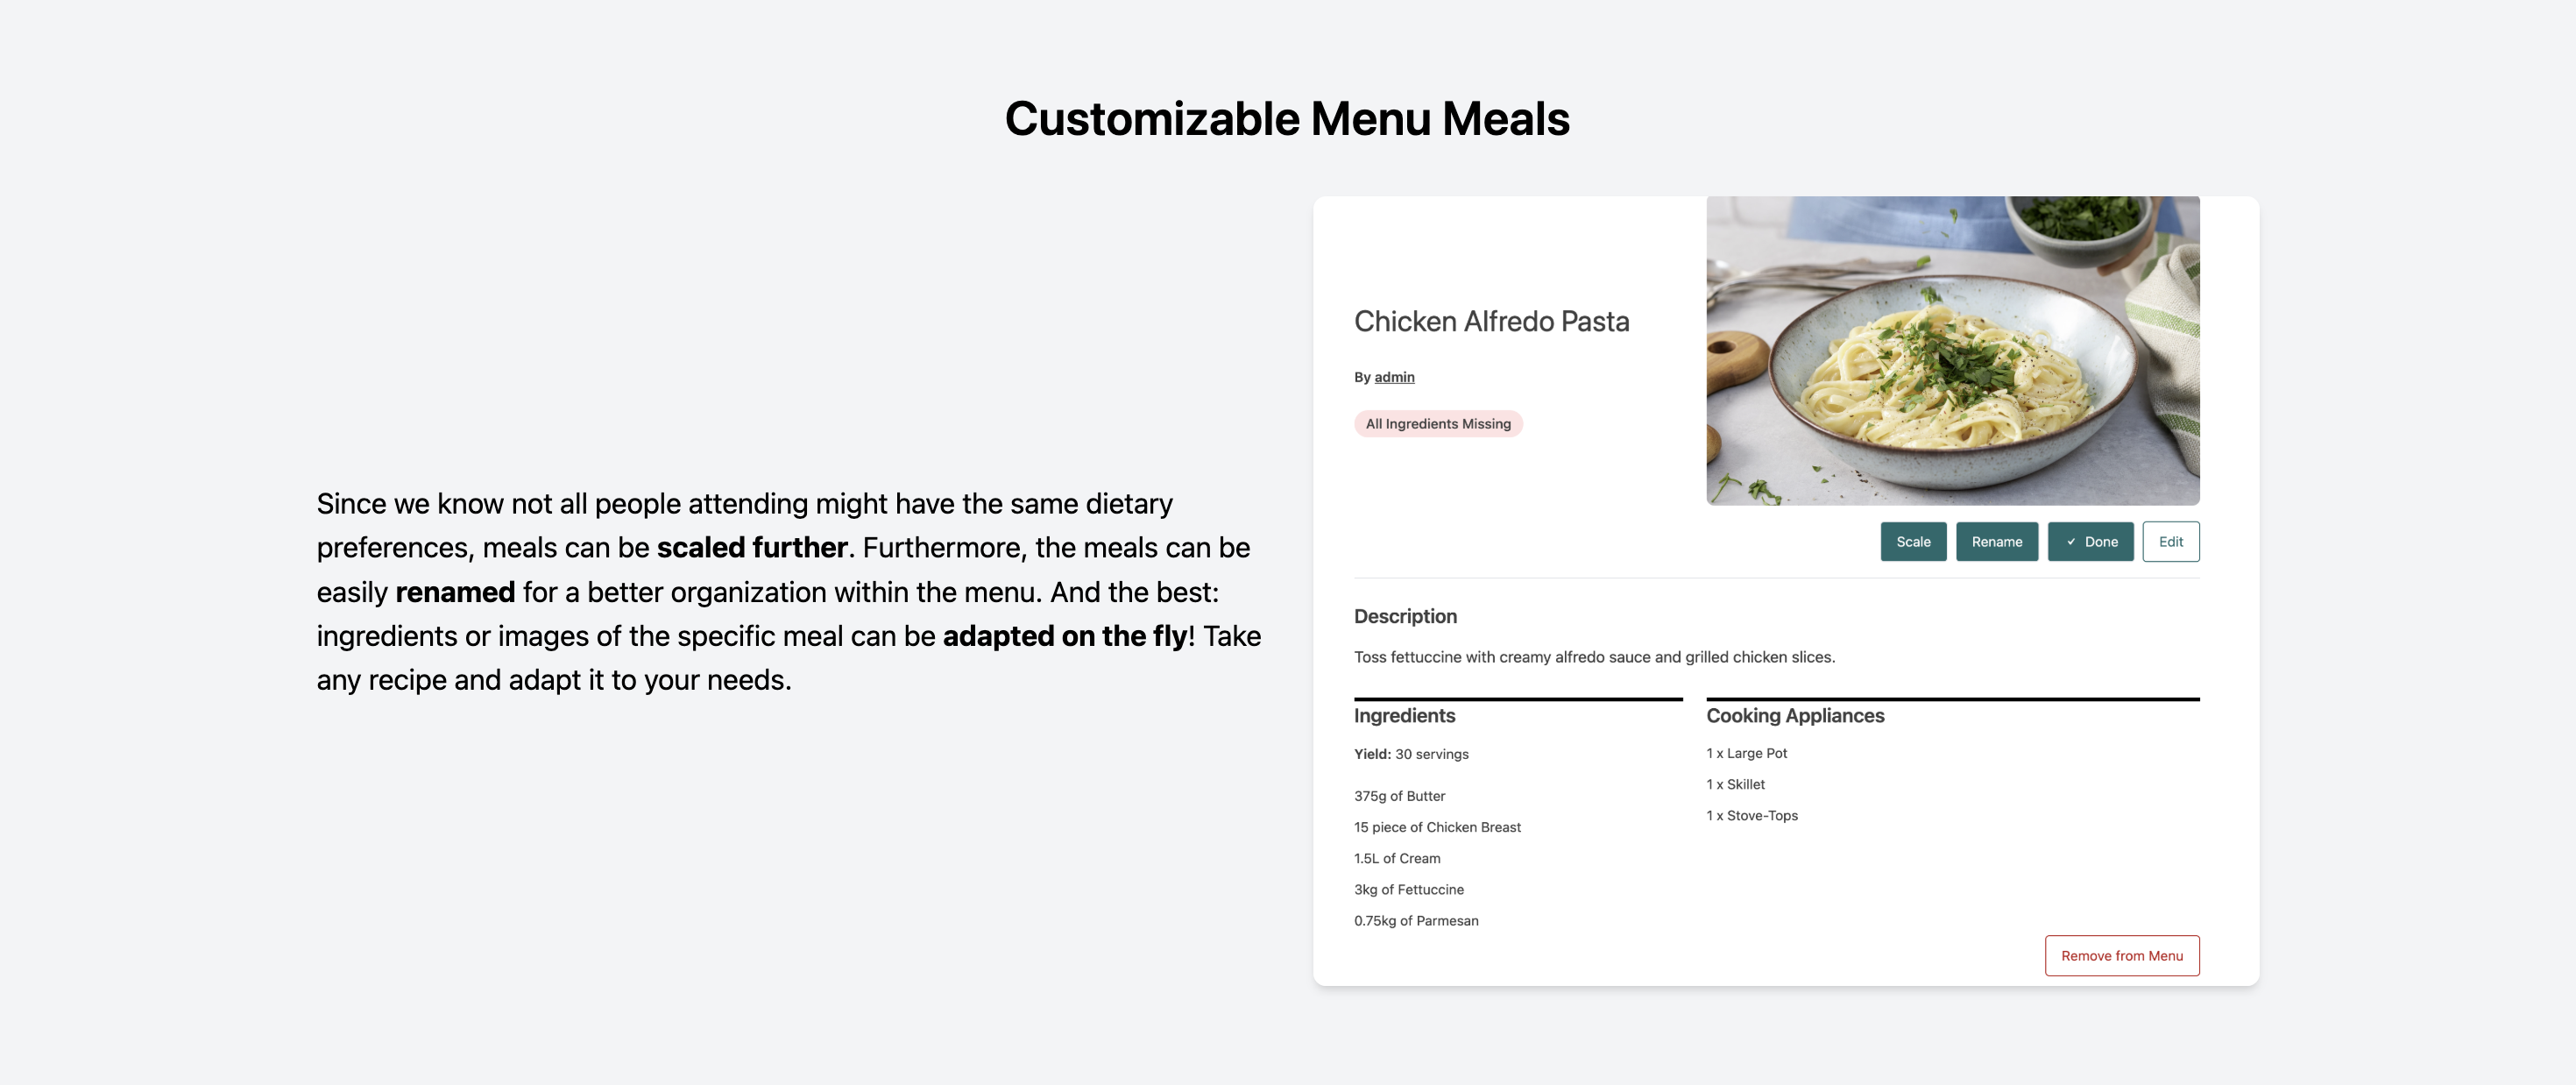 Customizable Menu Meals
Since we know not all people attending might have the same dietary
preferences, meals can be scaled further. Furthermore, the meals can be
easily renamed for a better organization within the menu. And the best:
ingredients or images of the specific meal can be adapted on the fly! Take
any recipe and adapt it to your needs.
Chicken Alfredo Pasta
By admin
All Ingredients Missing
Scale
Rename
✓ Done
Edit
Description
Toss fettuccine with creamy alfredo sauce and grilled chicken slices.
Ingredients
Yield: 30 servings
375g of Butter
15 piece of Chicken Breast
1.5L of Cream
3kg of Fettuccine
0.75kg of Parmesan
Cooking Appliances
1 x Large Pot
1 x Skillet
1 x Stove-Tops
Remove from Menu